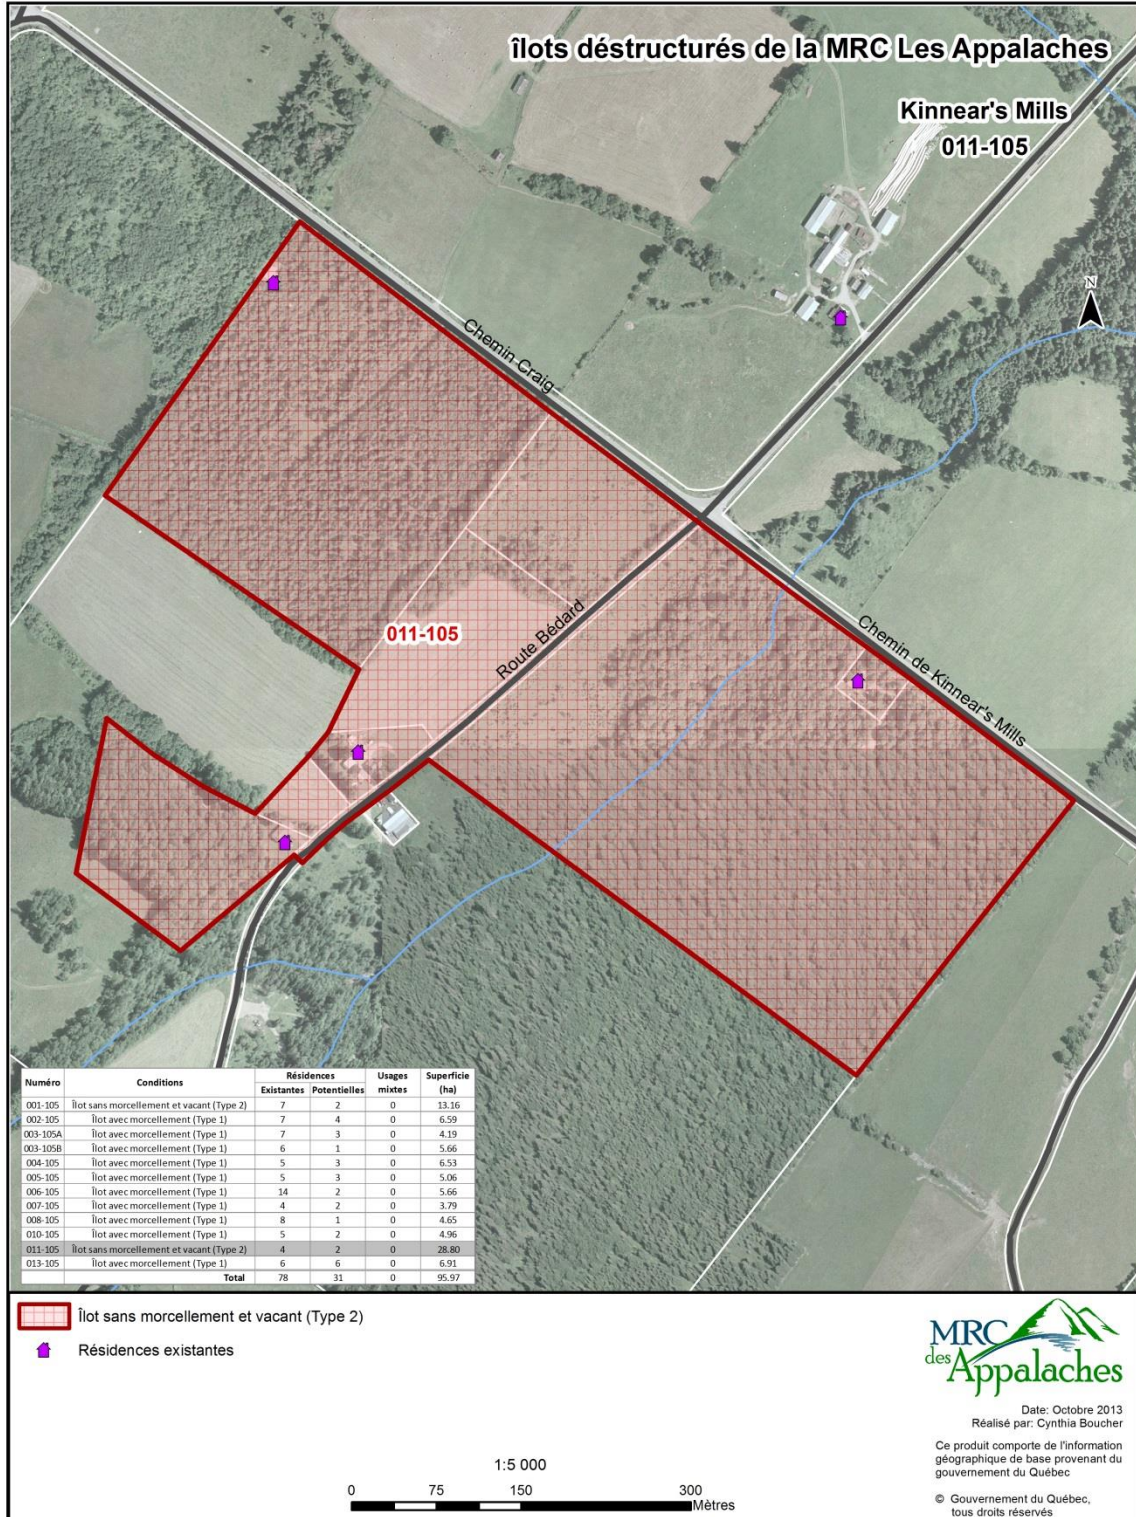 îlots déstructurés de la MRC Les Appalaches
Kinnear's Mills
011-105
N
Chemin Craig
011-105
Route Bédard
Chemin de Kinnear's Mills
Numéro Conditions Résidences Usages mixtes Superficie (ha)
Existantes Potentielles
001-105 Îlot sans morcellement et vacant (Type 2) 7 2 0 13.16
002-105 Îlot avec morcellement (Type 1) 7 4 0 6.59
003-105A Îlot avec morcellement (Type 1) 7 3 0 4.19
003-105B Îlot avec morcellement (Type 1) 6 1 0 5.66
004-105 Îlot avec morcellement (Type 1) 5 3 0 6.53
005-105 Îlot avec morcellement (Type 1) 5 3 0 5.06
006-105 Îlot avec morcellement (Type 1) 14 2 0 5.66
007-105 Îlot avec morcellement (Type 1) 4 2 0 3.79
008-105 Îlot avec morcellement (Type 1) 8 1 0 4.65
010-105 Îlot avec morcellement (Type 1) 5 2 0 4.96
011-105 Îlot sans morcellement et vacant (Type 2) 4 2 0 28.80
013-105 Îlot avec morcellement (Type 1) 6 6 0 6.91
Total 78 31 0 95.97
Îlot sans morcellement et vacant (Type 2)
Résidences existantes
MRC
des Appalaches
Date: Octobre 2013
Réalisé par: Cynthia Boucher
Ce produit comporte de l'information
géographique de base provenant du
gouvernement du Québec
© Gouvernement du Québec,
tous droits réservés
1:5 000
0 75 150 300
Mètres